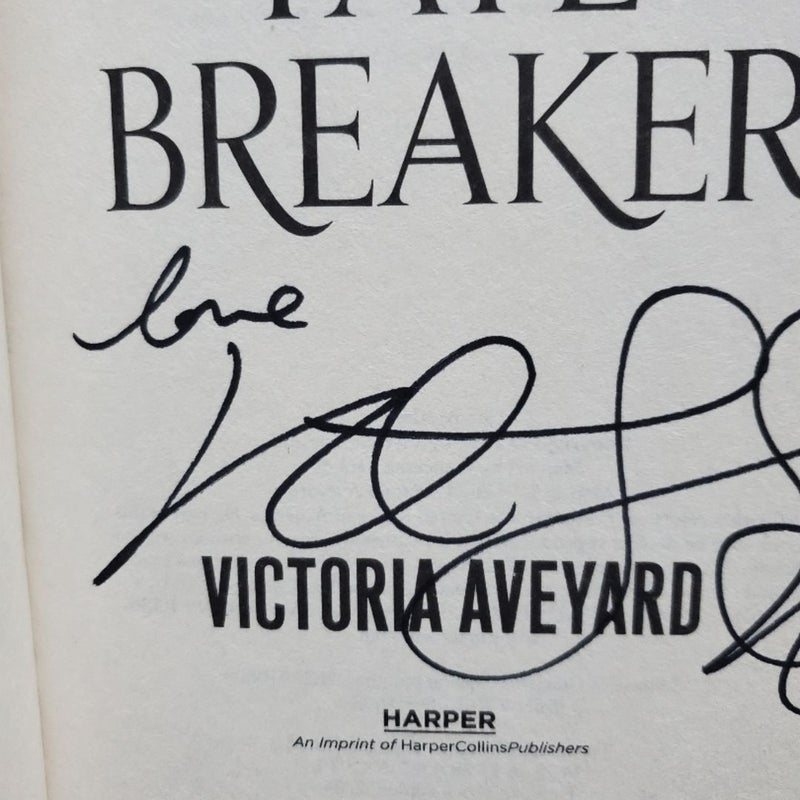 BREAKER
love
VICTORIA AVEYARD
HARPER
An Imprint of HarperCollinsPublishers